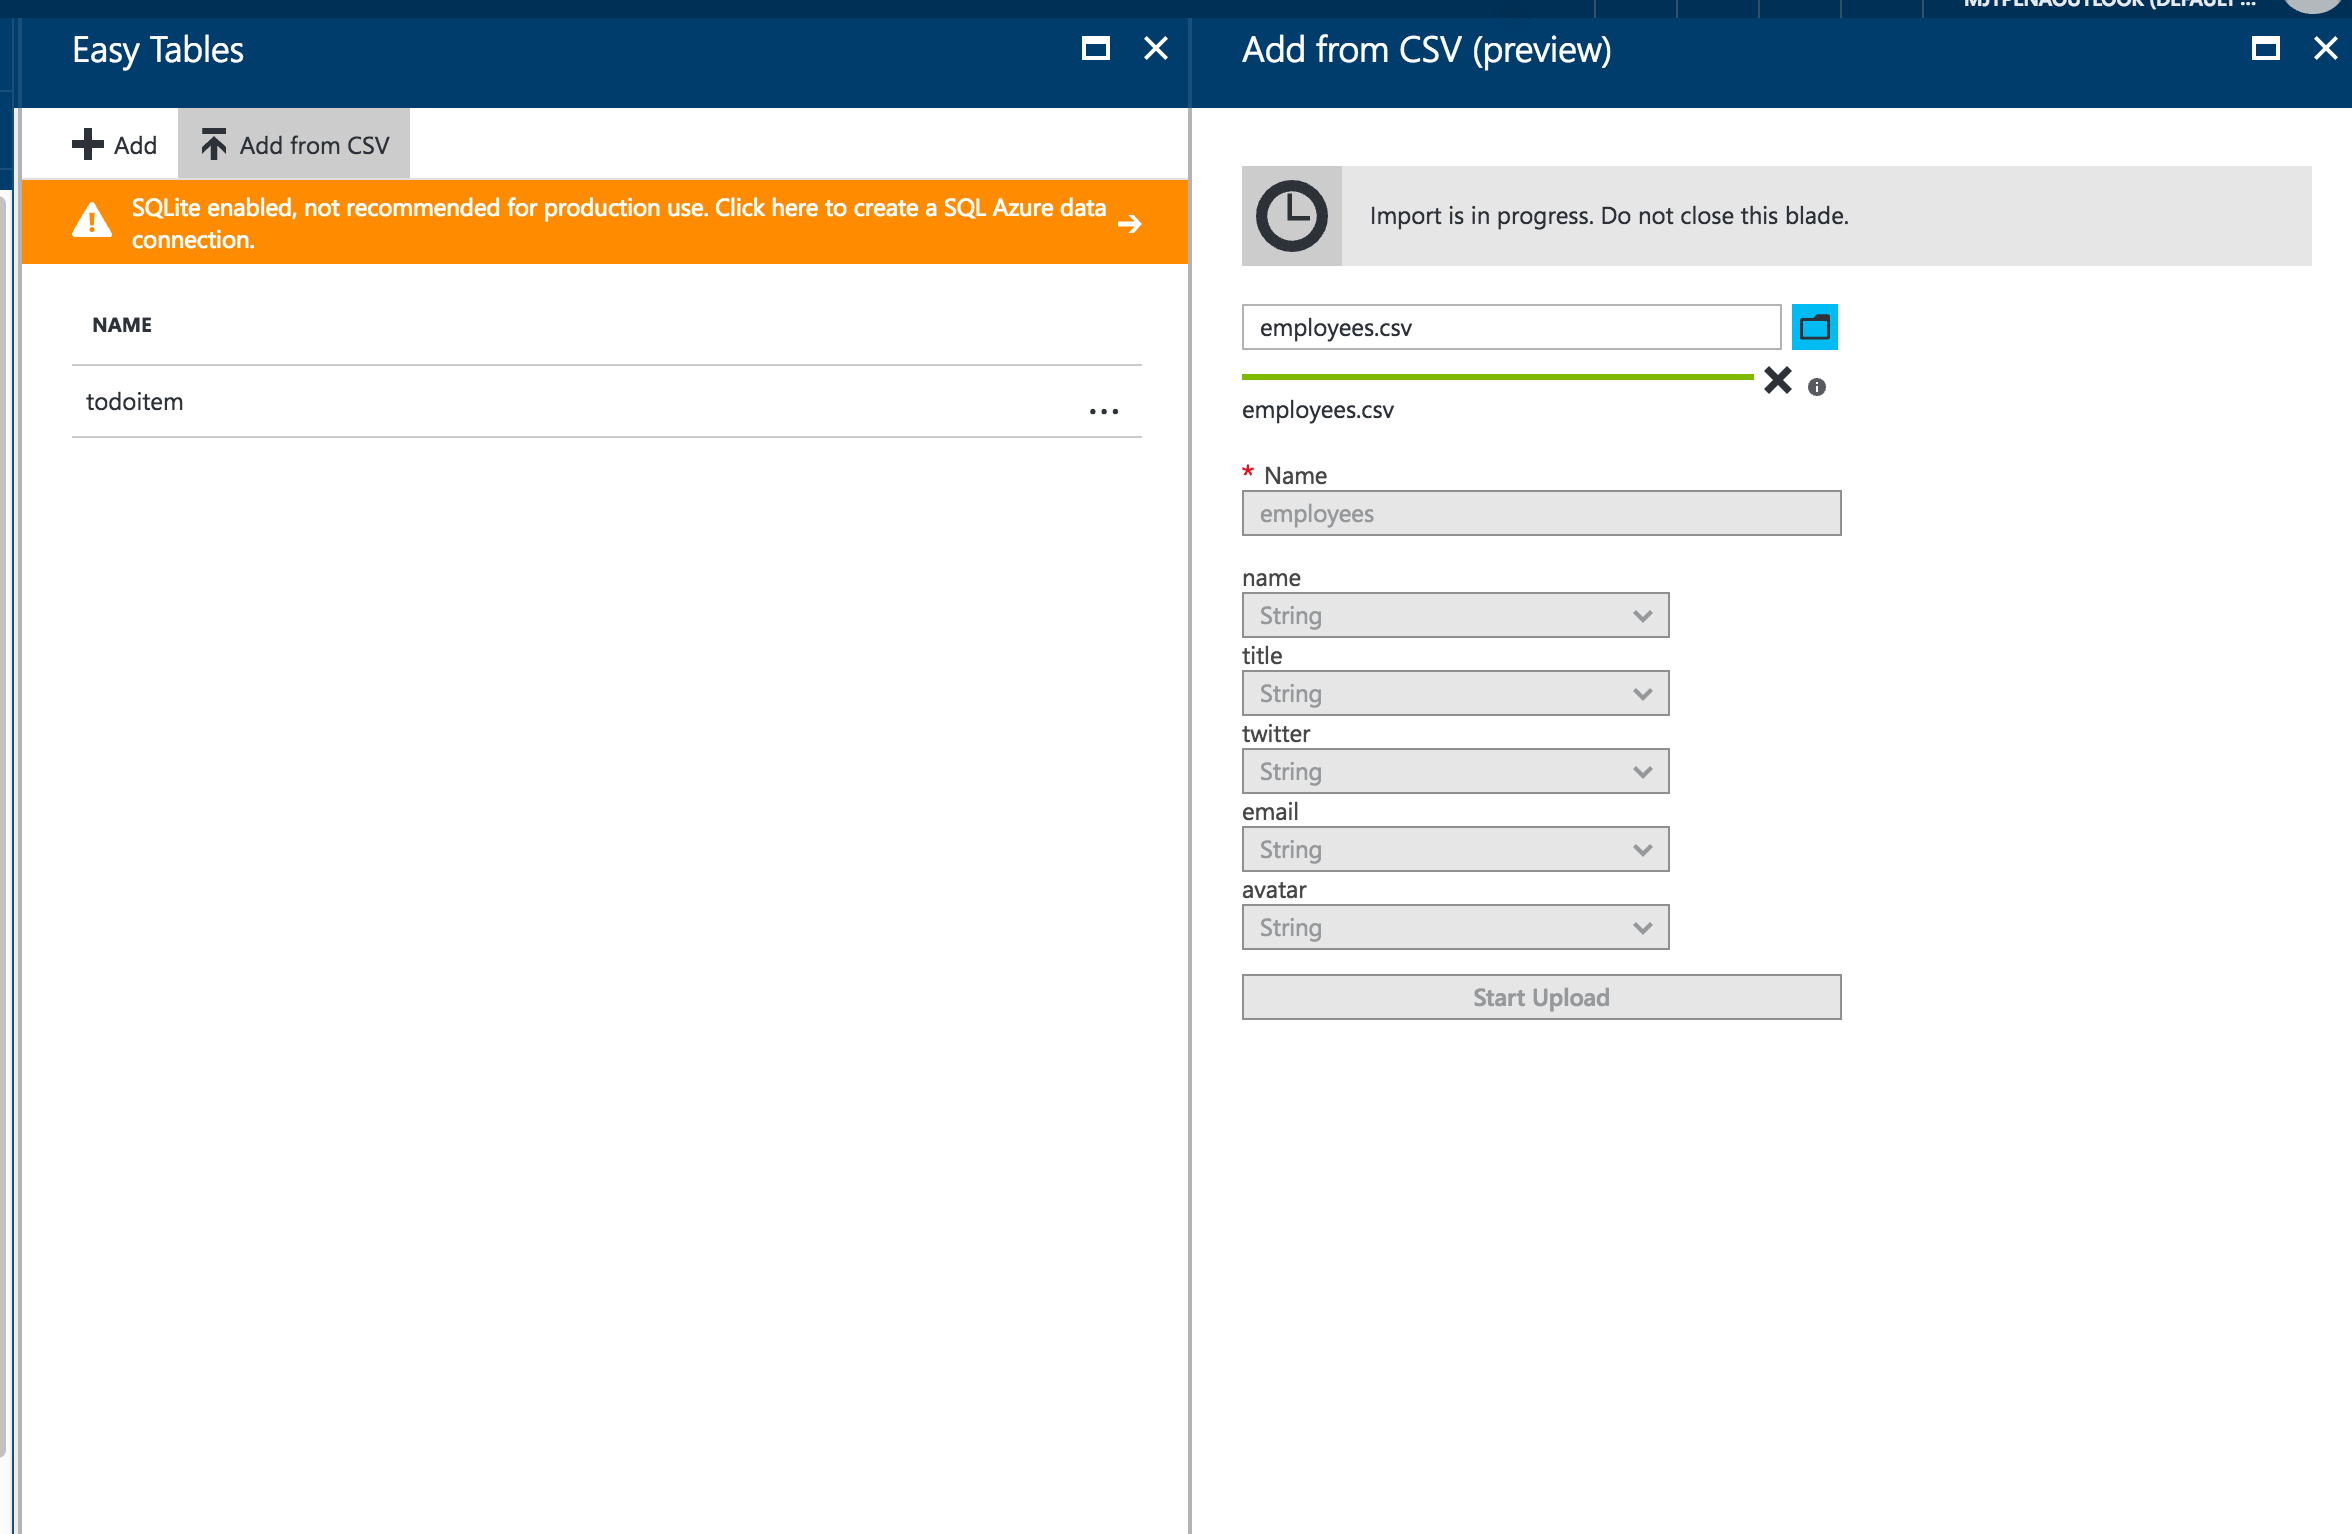 Easy Tables
Add from CSV (preview)
Add
Add from CSV
SQLite enabled, not recommended for production use. Click here to create a SQL Azure data
connection.
NAME
todoitem
Import is in progress. Do not close this blade.
employees.csv
employees.csv
* Name
employees
name
String
title
String
twitter
String
email
String
avatar
String
Start Upload